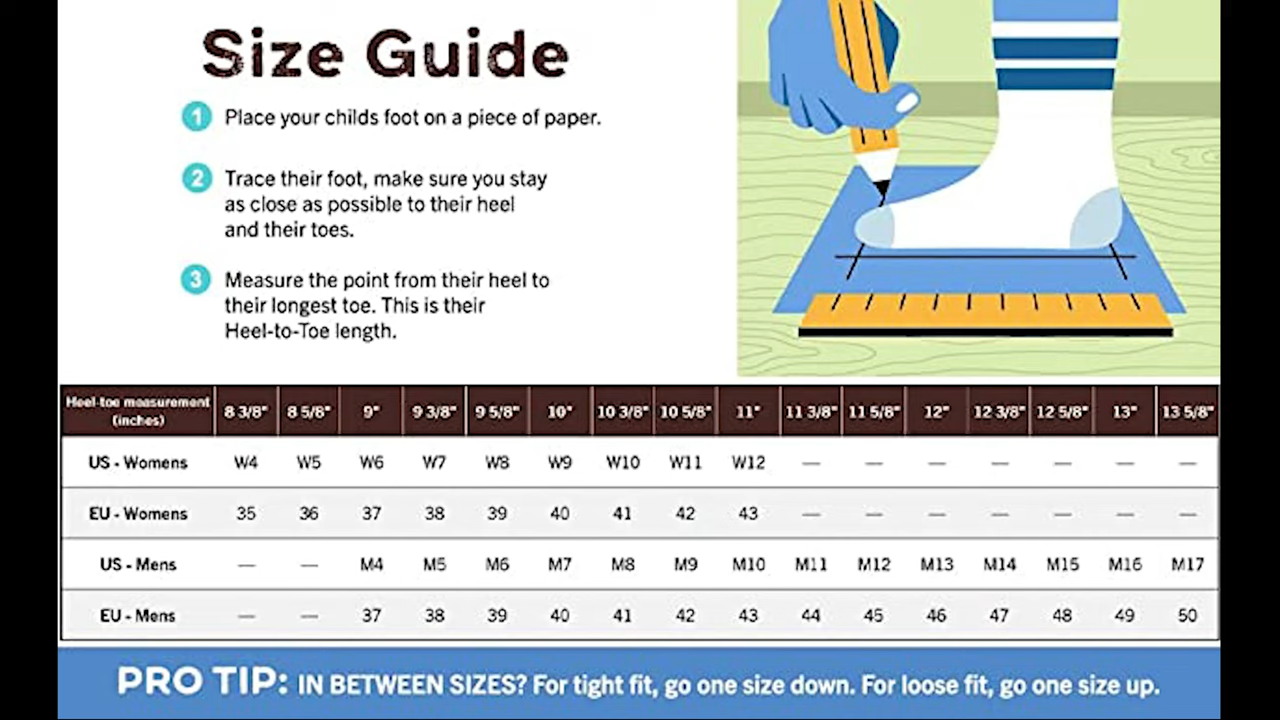 Size Guide
1 Place your childs foot on a piece of paper.
2 Trace their foot, make sure you stay
as close as possible to their heel
and their toes.
3 Measure the point from their heel to
their longest toe. This is their
Heel-to-Toe length.
Heel-toe measurement
(inches) 8 3/8" 8 5/8" 9" 9 3/8" 9 5/8" 10" 10 3/8" 10 5/8" 11" 11 3/8" 11 5/8" 12" 12 3/8" 12 5/8" 13" 13 5/8"
US - Womens W4 W5 W6 W7 W8 W9 W10 W11 W12 — — — — — — —
EU - Womens 35 36 37 38 39 40 41 42 43 — — — — — — —
US - Mens — — M4 M5 M6 M7 M8 M9 M10 M11 M12 M13 M14 M15 M16 M17
EU - Mens — — 37 38 39 40 41 42 43 44 45 46 47 48 49 50
PRO TIP: IN BETWEEN SIZES? For tight fit, go one size down. For loose fit, go one size up.